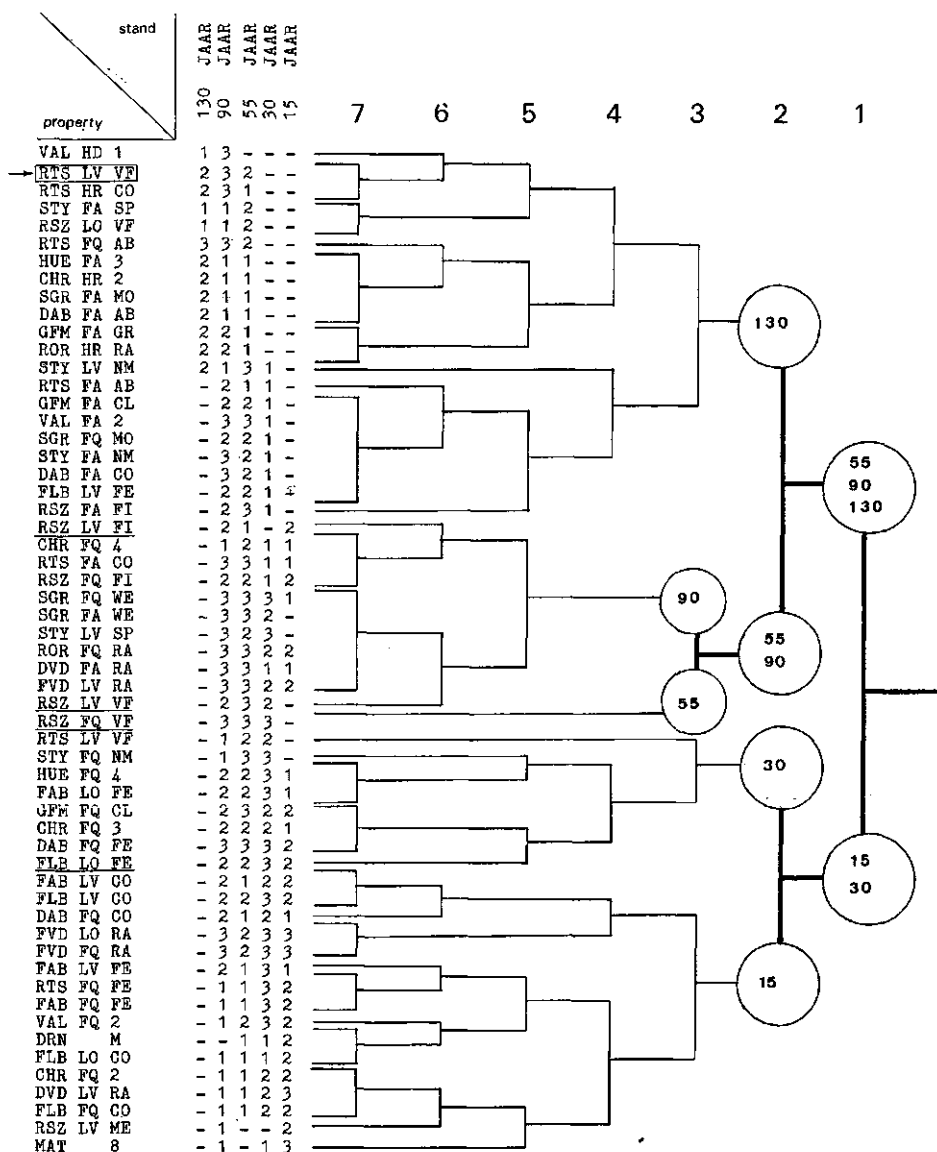 stand
property
130 JAAR
90 JAAR
55 JAAR
30 JAAR
15 JAAR
7 6 5 4 3 2 1
VAL HD 1 1 3 - - -
RTS LV VF 2 3 2 - -
RTS HR CO 2 3 1 - -
STY FA SP 1 1 2 - -
RSZ LO VF 1 1 2 - -
RTS FQ AB 3 3 2 - -
HUE FA 3 2 1 1 - -
CHR HR 2 2 1 1 - -
SGR FA MO 2 1 1 - -
DAB FA AB 2 1 1 - -
GFM FA GR 2 2 1 - -
ROR HR RA 2 2 1 - -
STY LV NM 2 1 3 1 -
RTS FA AB - 2 1 1 -
GFM FA CL - 2 2 1 -
VAL FA 2 - 3 3 1 -
SGR FQ MO - 2 2 1 -
STY FA NM - 3 2 1 -
DAB FA CO - 3 2 1 -
FLB LV FE - 2 2 1
RSZ FA FI - 2 3 1 -
RSZ LV FI - 2 1 - 2
CHR FQ 4 - 1 2 1 1
RTS FA CO - 3 3 1 1
RSZ FQ FI - 2 2 1 2
SGR FQ WE - 3 3 3 1
SGR FA WE - 3 3 2 -
STY LV SP - 3 2 3 -
ROR FQ RA - 3 3 2 2
DVD FA RA - 3 3 1 1
FVD LV RA - 3 3 2 2
RSZ LV VF - 2 3 2 -
RSZ FQ VF - 3 3 3 -
RTS LV VF - 1 2 2 -
STY FQ NM - 1 3 3 -
HUE FQ 4 - 2 2 3 1
FAB LO FE - 2 2 3 1
GFM FQ CL - 2 3 2 2
CHR FQ 3 - 2 2 2 1
DAB FQ FE - 3 3 3 2
FLB LO FE - 2 2 3 2
FAB LV CO - 2 1 2 2
FLB LV CO - 2 2 3 2
DAB FQ CO - 2 1 2 1
FVD LO RA - 3 2 3 3
FVD FQ RA - 3 2 3 3
FAB LV FE - 2 1 3 1
RTS FQ FE - 1 1 3 2
FAB FQ FE - 1 1 3 2
VAL FQ 2 - 1 2 3 2
DRN M - - 1 1 2
FLB LO CO - 1 1 1 2
CHR FQ 2 - 1 1 2 2
DVD LV RA - 1 1 2 3
FLB FQ CO - 1 1 2 2
RSZ LV ME - 1 - - 2
MAT 8 - 1 - 1 3
130
55
90
130
90
55
90
55
30
15
30
15